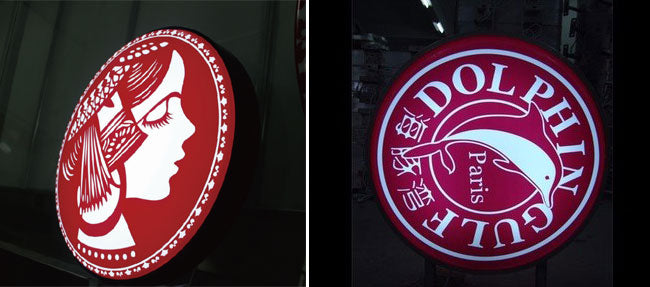 DOLPHIN GULF
Paris
海豚湾